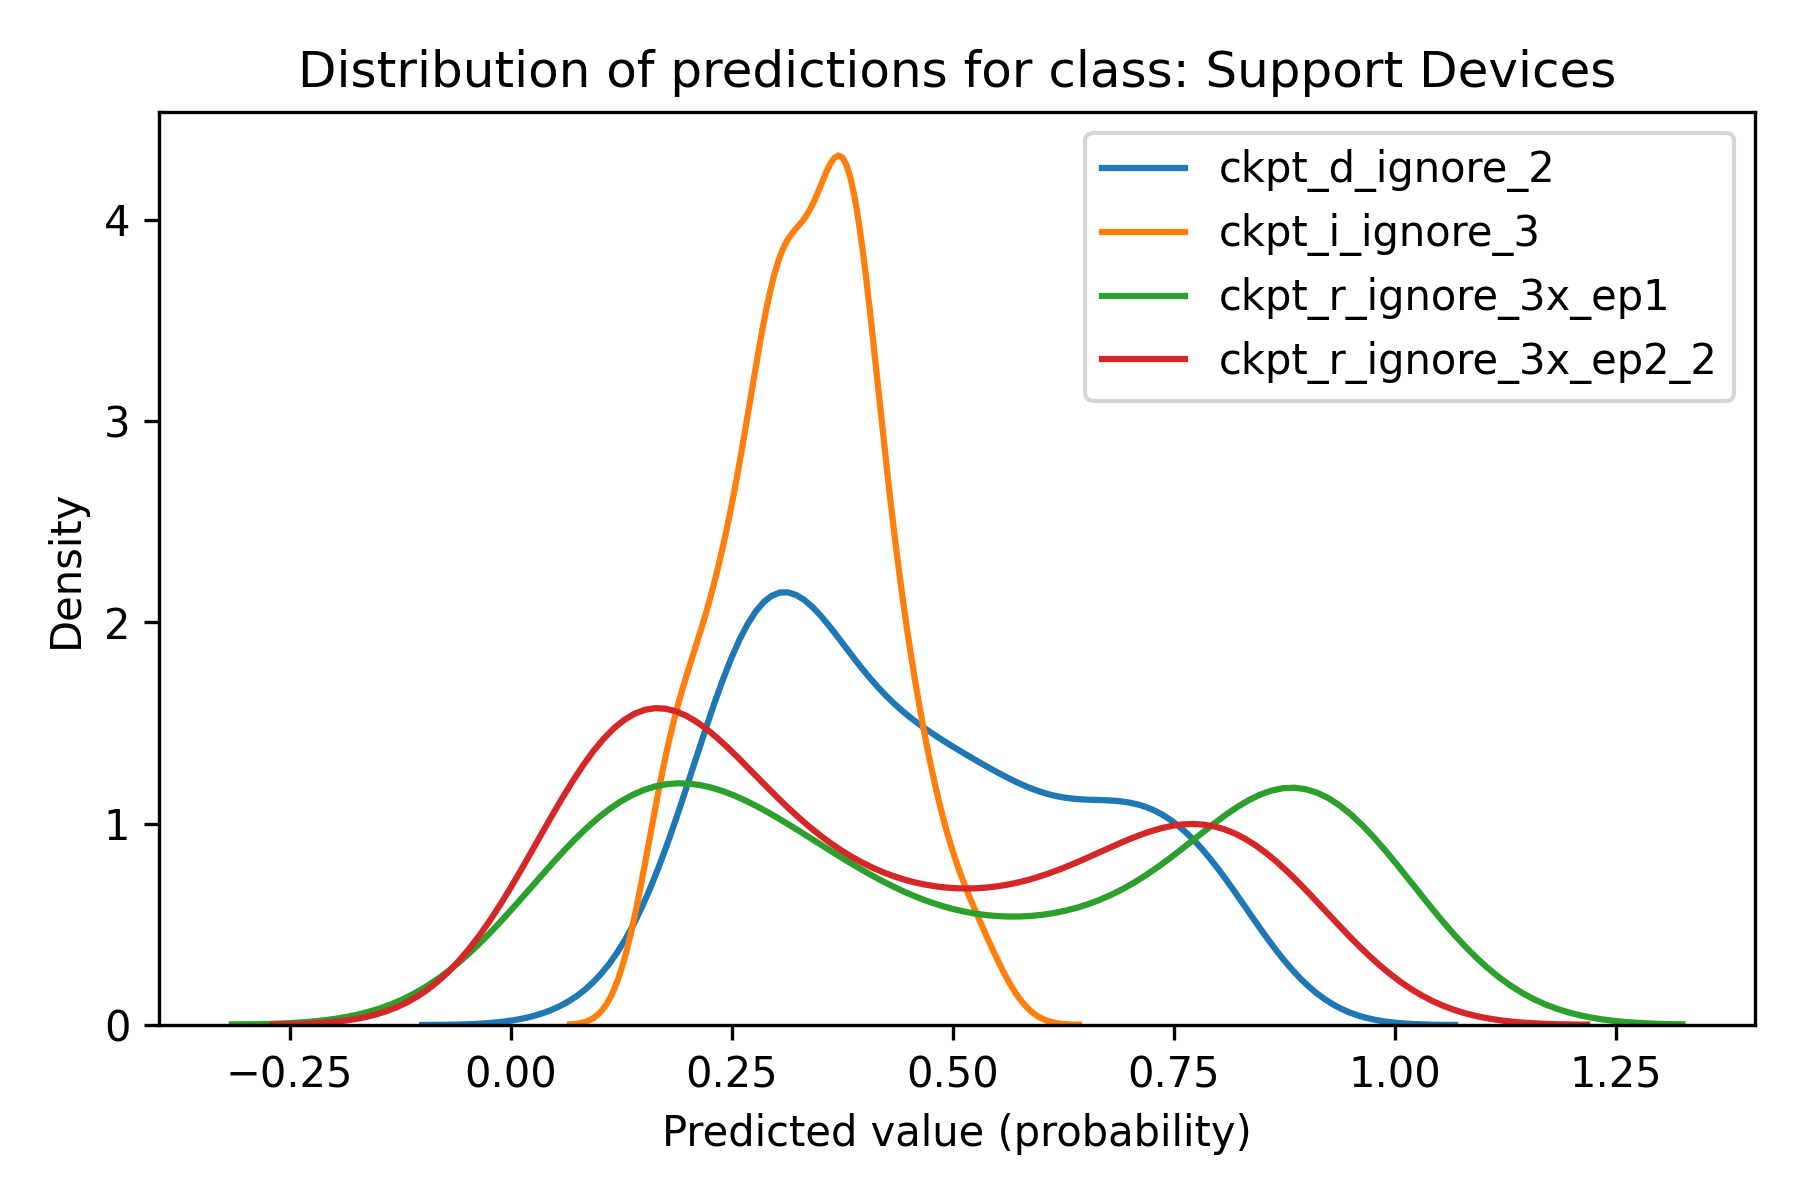 Distribution of predictions for class: Support Devices
ckpt_d_ignore_2
ckpt_i_ignore_3
ckpt_r_ignore_3x_ep1
ckpt_r_ignore_3x_ep2_2
Density
4
3
2
1
0
−0.25 0.00 0.25 0.50 0.75 1.00 1.25
Predicted value (probability)